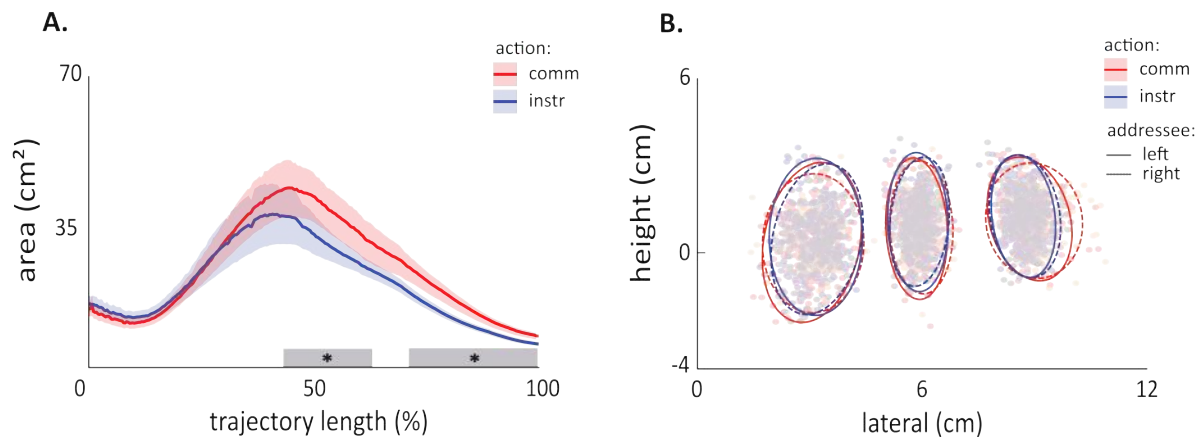 A.
action:
comm
instr
70
35
area (cm²)
* *
0 50 100
trajectory length (%)
B.
action:
comm
instr
addressee:
left
right
6
0
-4
height (cm)
0 6 12
lateral (cm)